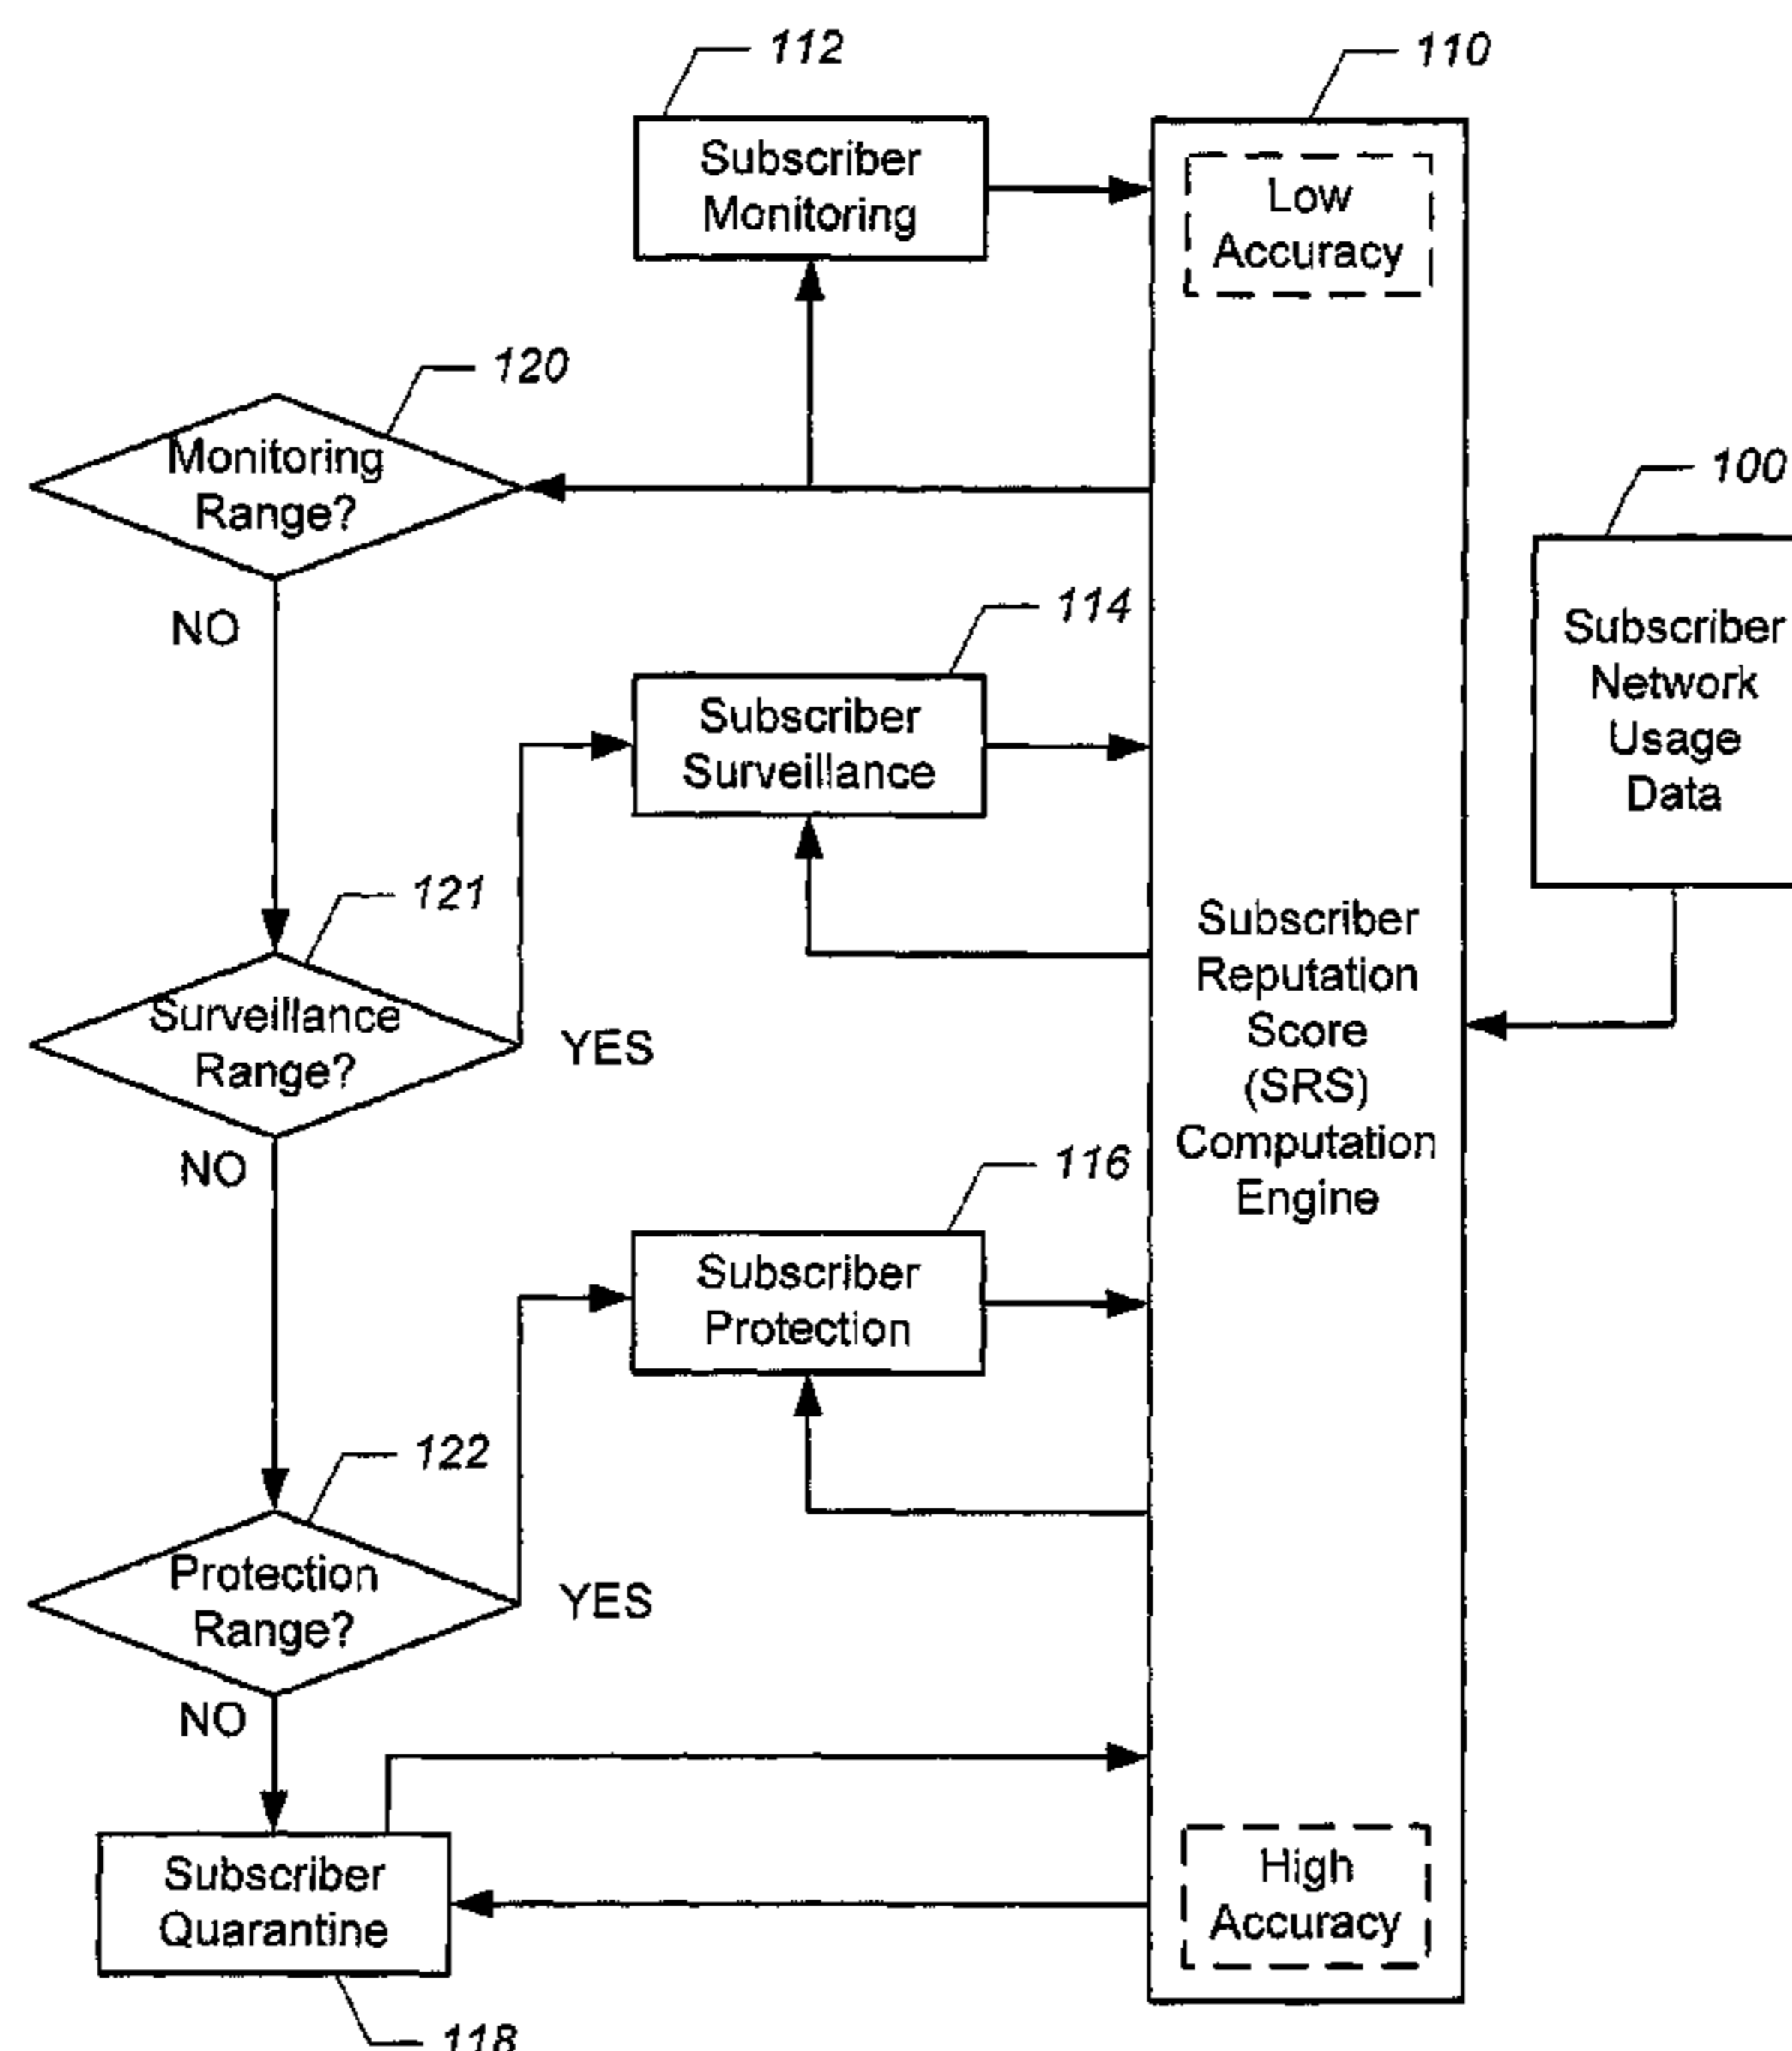 112
110
Subscriber
Monitoring
Low
Accuracy
120
Monitoring
Range?
100
NO
114
Subscriber
Surveillance
Subscriber
Network
Usage
Data
121
Surveillance
Range?
YES
Subscriber
Reputation
Score
(SRS)
Computation
Engine
NO
116
Subscriber
Protection
122
Protection
Range?
YES
NO
Subscriber
Quarantine
High
Accuracy
118